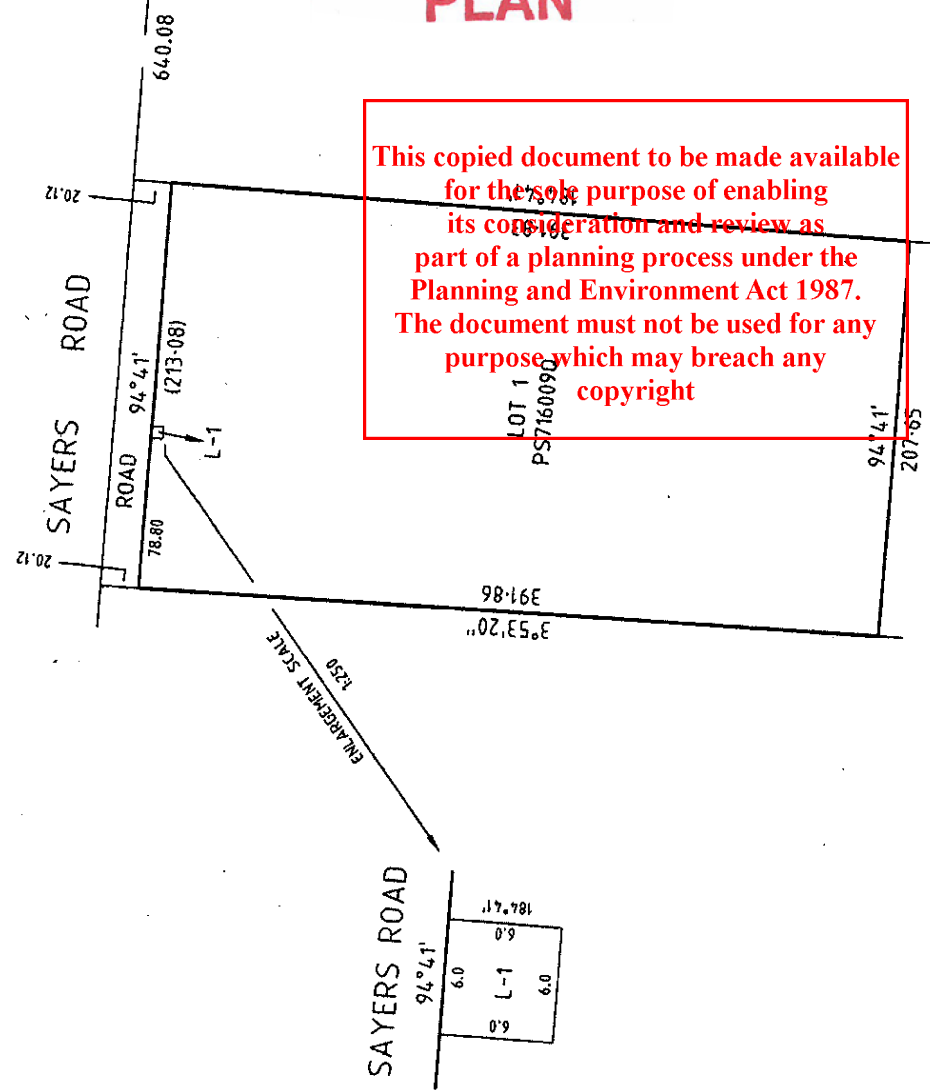 PLAN
640.08
This copied document to be made available
for the sole purpose of enabling
its consideration and review as
part of a planning process under the
Planning and Environment Act 1987.
The document must not be used for any
purpose which may breach any
copyright
20.12
184°41'
SAYERS ROAD
ROAD
94°41'
(213·08)
L-1
78.80
20.12
LOT 1
PS716009Q
94°41'
207·65
391·86
3°53'20"
ENLARGEMENT SCALE
1:250
SAYERS ROAD
94°41'
184°41'
6.0
6.0
L-1
6.0
6.0